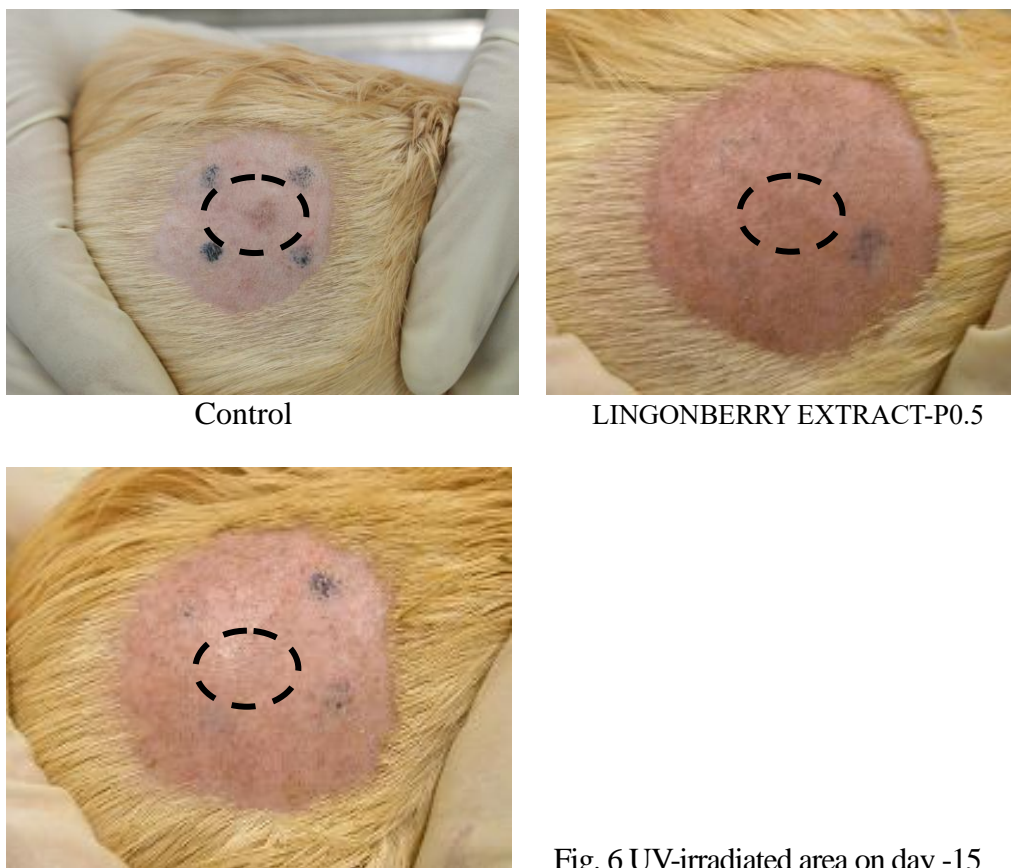 Control
LINGONBERRY EXTRACT-P0.5
Fig. 6 UV-irradiated area on day -15